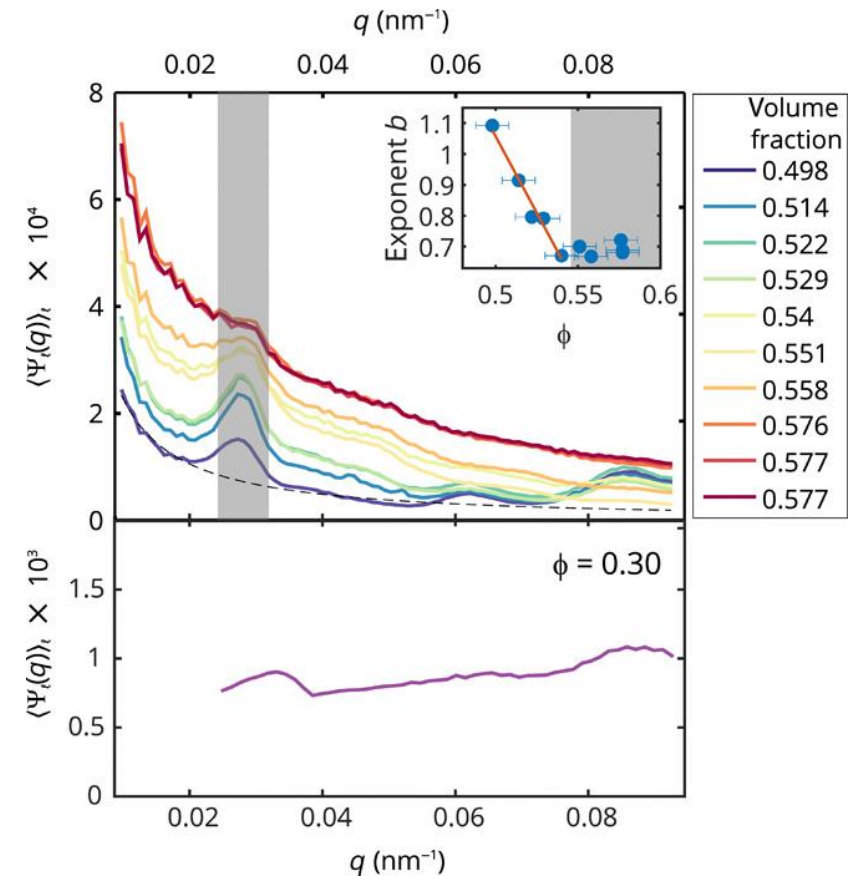 q (nm⁻¹)
0.02 0.04 0.06 0.08
8
6
4
2
0
⟨Ψₜ(q)⟩ₜ × 10⁴
Exponent b
1.1
1
0.9
0.8
0.7
0.5 0.55 0.6
ϕ
Volume
fraction
0.498
0.514
0.522
0.529
0.54
0.551
0.558
0.576
0.577
0.577
ϕ = 0.30
⟨Ψₜ(q)⟩ₜ × 10³
1.5
1
0.5
0
0.02 0.04 0.06 0.08
q (nm⁻¹)